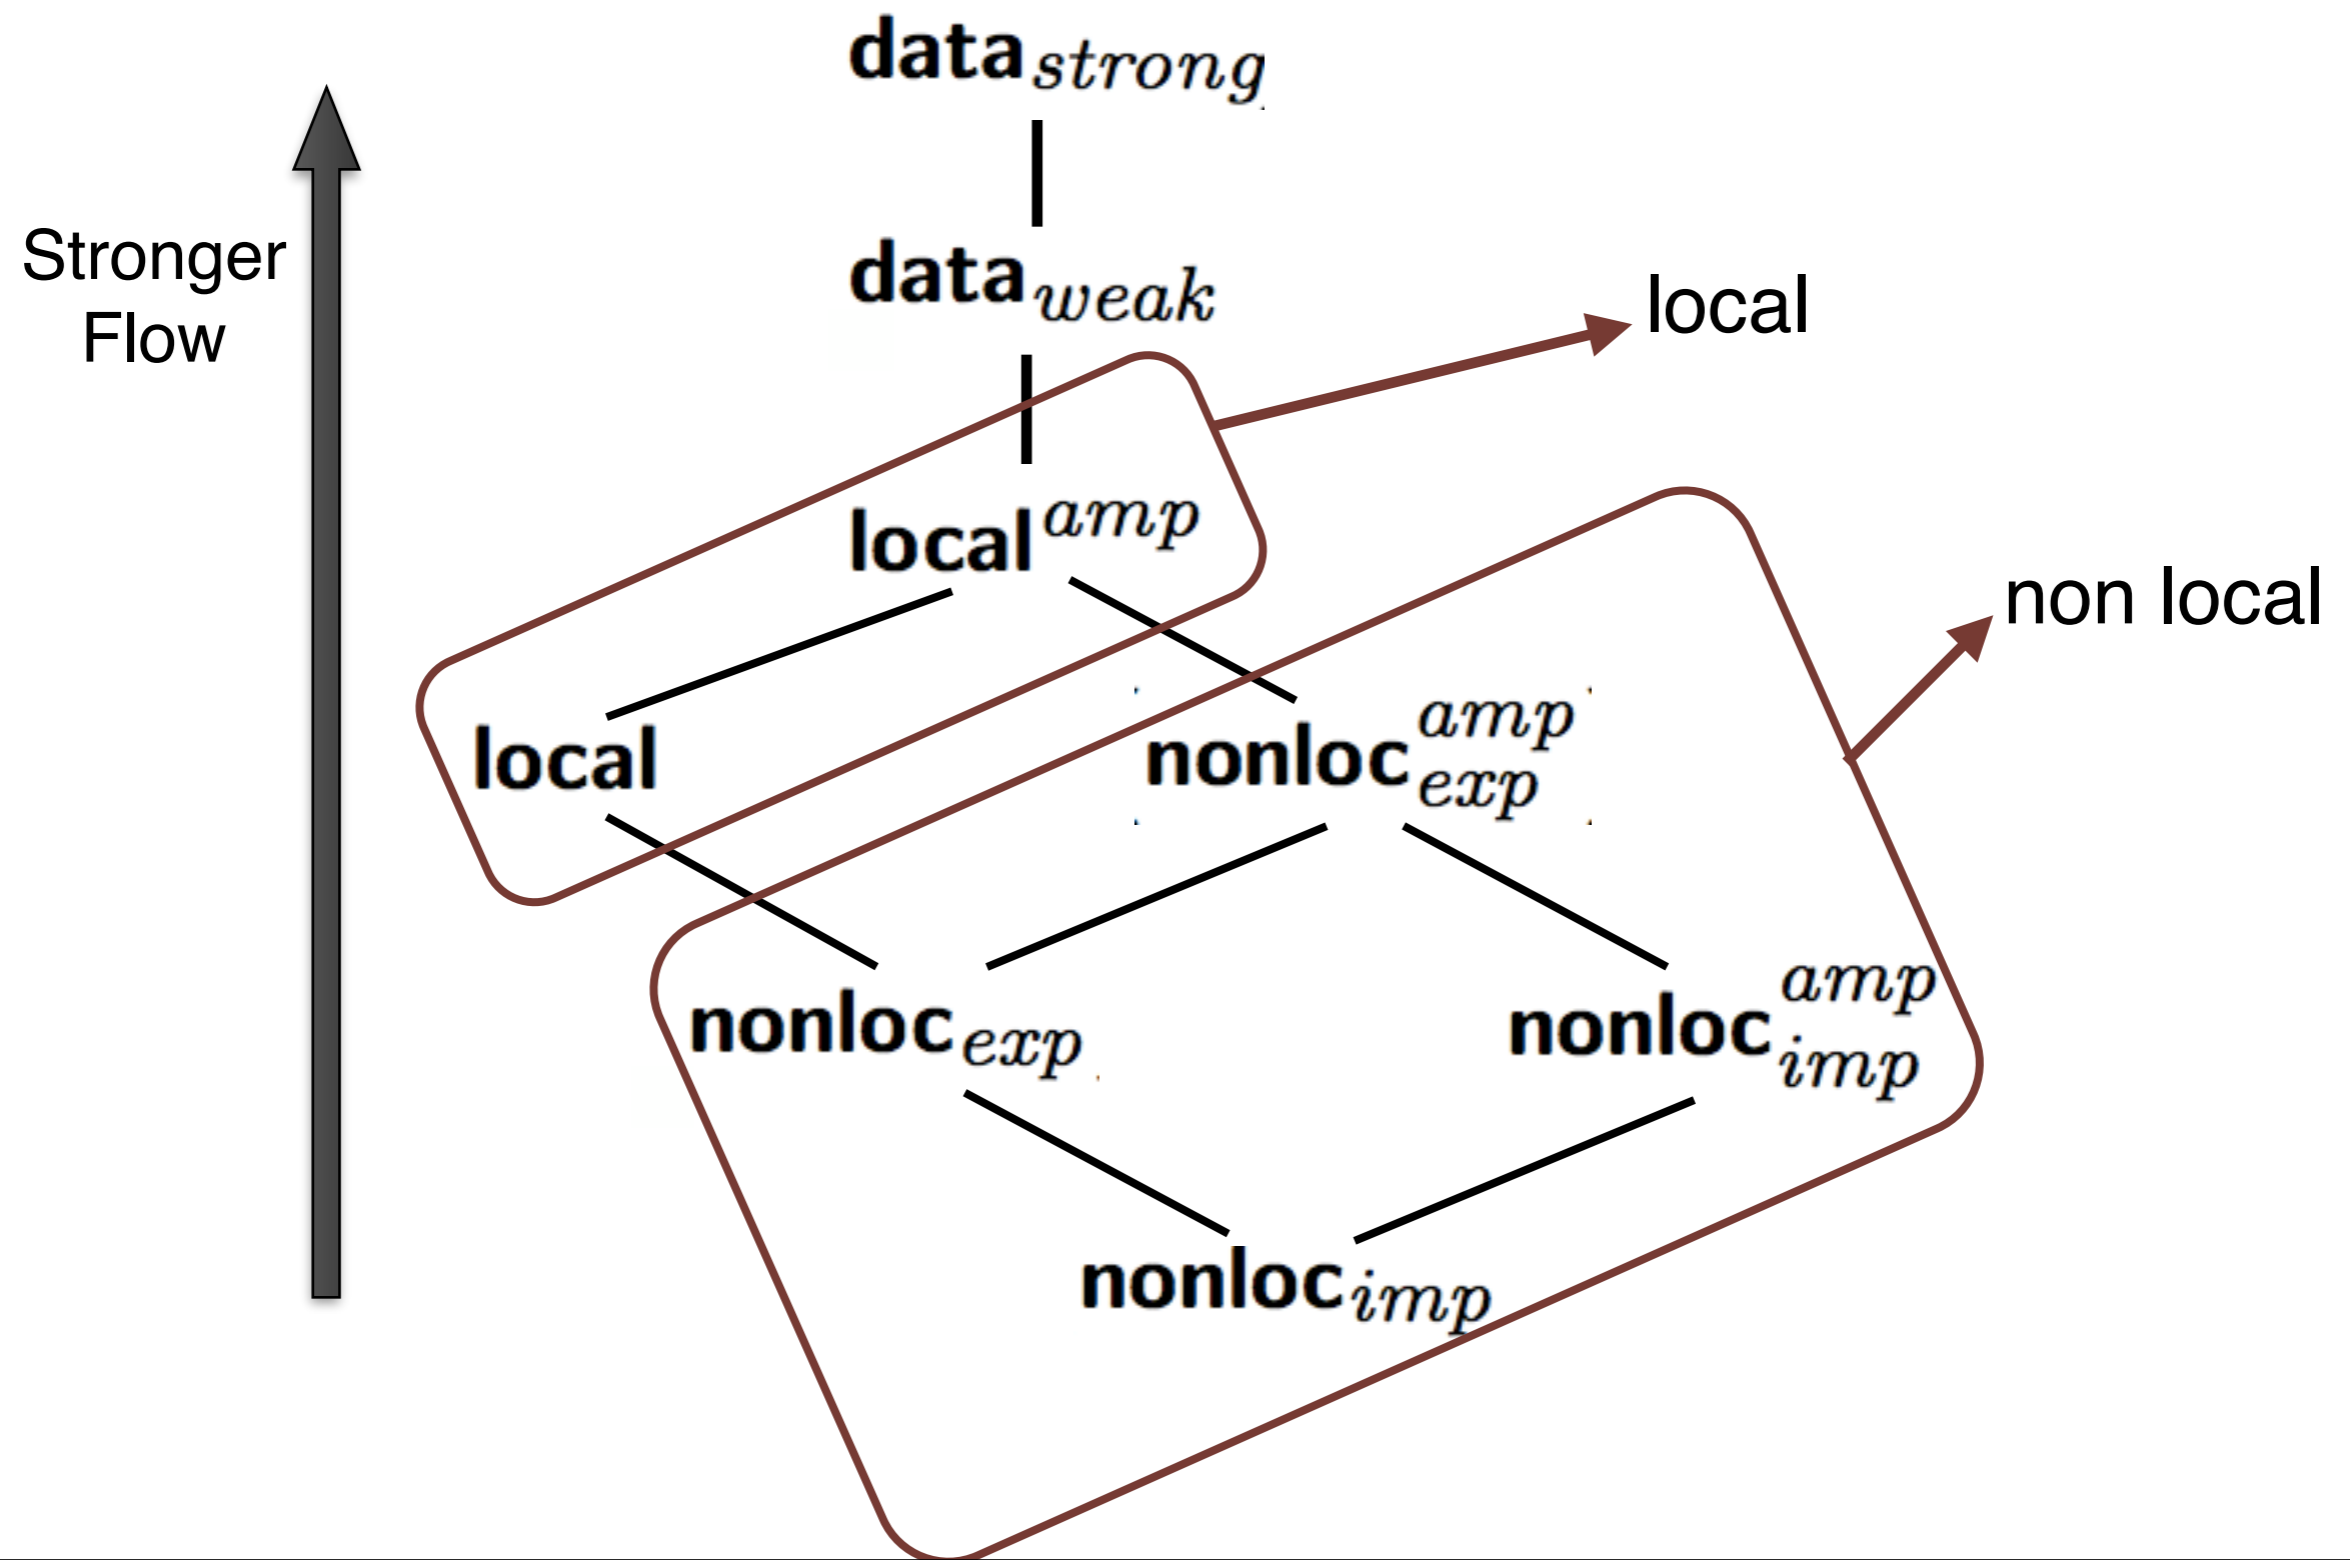 data_strong
Stronger
Flow
data_weak
local
local^amp
non local
local
nonloc^amp_exp
nonloc_exp
nonloc^amp_imp
nonloc_imp